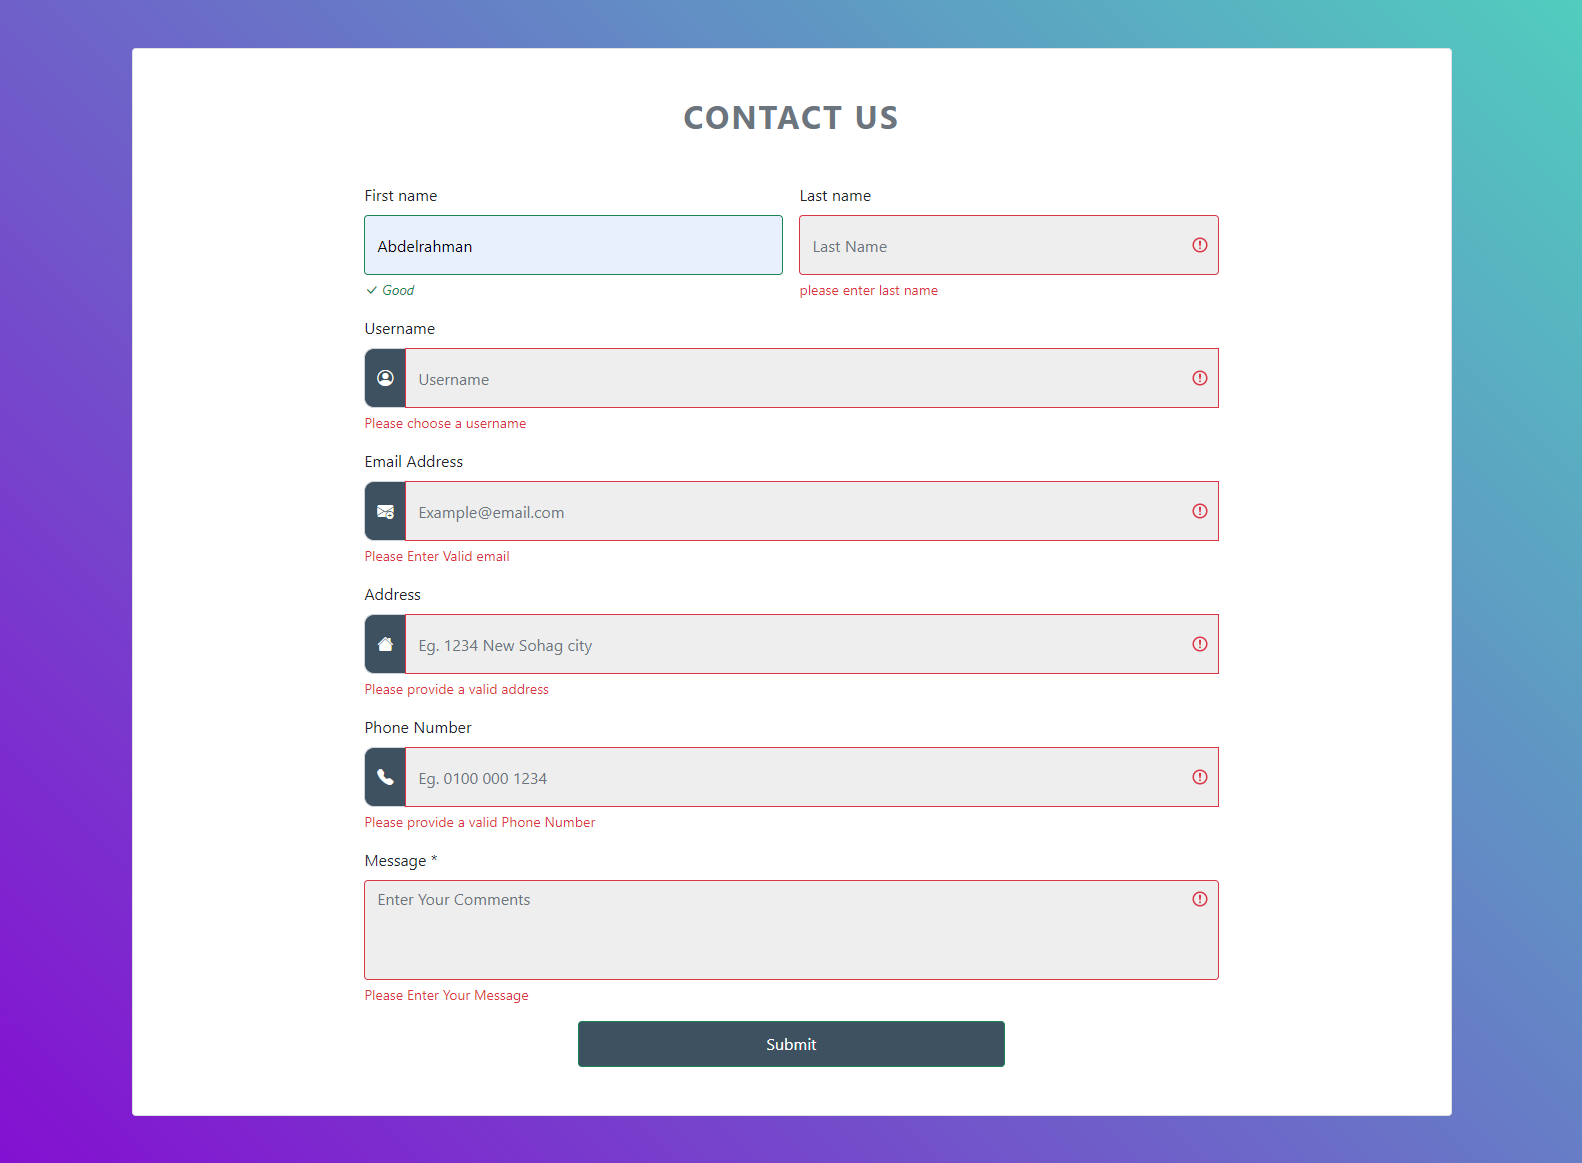 CONTACT US
First name
Last name
Abdelrahman
Last Name
Good
please enter last name
Username
Username
Please choose a username
Email Address
Example@email.com
Please Enter Valid email
Address
Eg. 1234 New Sohag city
Please provide a valid address
Phone Number
Eg. 0100 000 1234
Please provide a valid Phone Number
Message *
Enter Your Comments
Please Enter Your Message
Submit